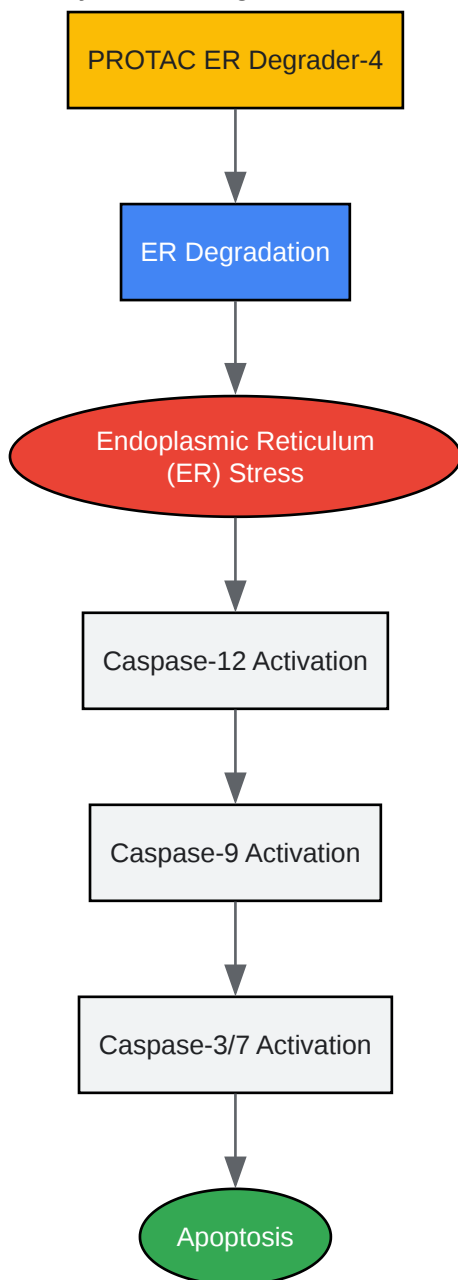 PROTAC ER Degrader-4
ER Degradation
Endoplasmic Reticulum
(ER) Stress
Caspase-12 Activation
Caspase-9 Activation
Caspase-3/7 Activation
Apoptosis